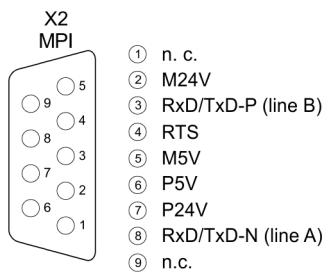 X2
MPI
5
9
4
8
3
7
2
6
1
① n. c.
② M24V
③ RxD/TxD-P (line B)
④ RTS
⑤ M5V
⑥ P5V
⑦ P24V
⑧ RxD/TxD-N (line A)
⑨ n.c.